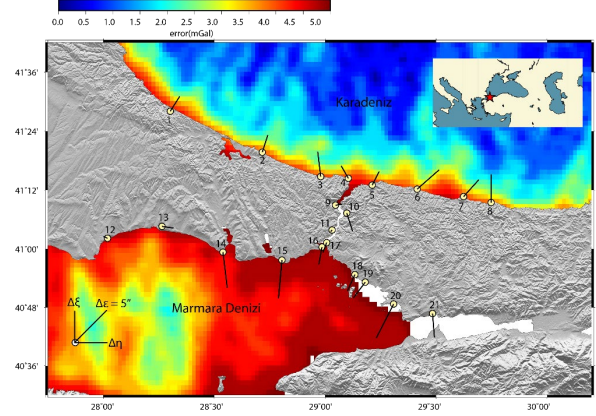 0.0 0.5 1.0 1.5 2.0 2.5 3.0 3.5 4.0 4.5 5.0
error(mGal)
41°36'
41°24'
41°12'
41°00'
40°48'
40°36'
Karadeniz
1
2
3 4
5 6 7 8
9 10
11
12 13
14 15 16 17
18 19
20 21
Marmara Denizi
Δξ Δε = 5"
Δη
28°00' 28°30' 29°00' 29°30' 30°00'